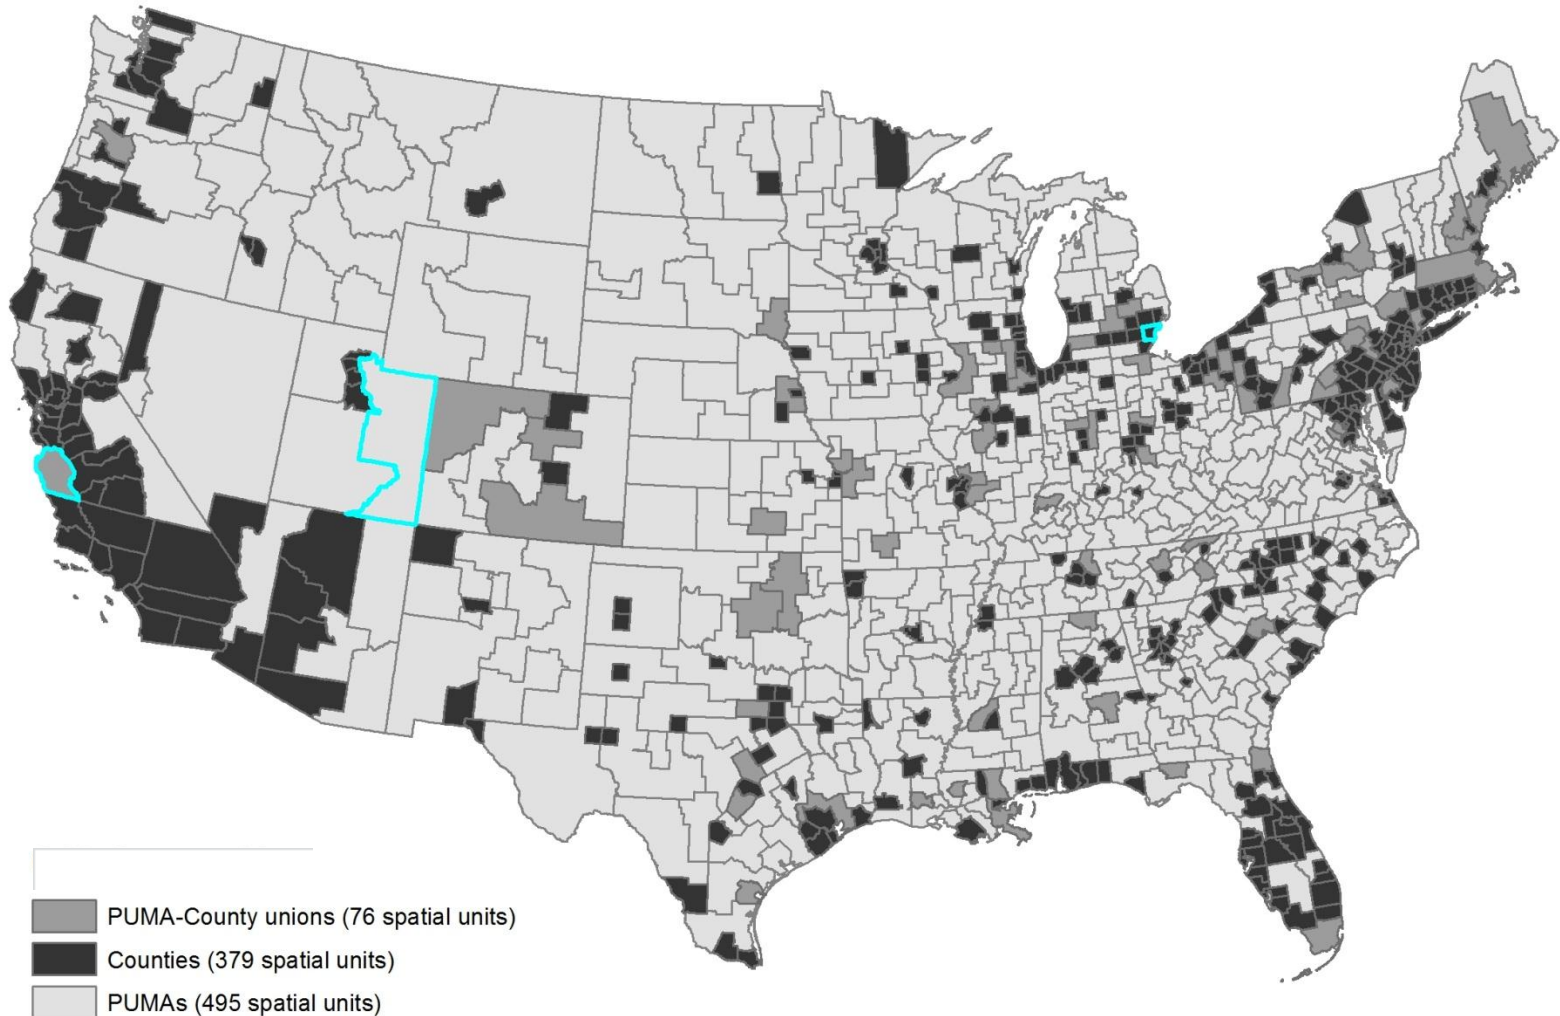 PUMA-County unions (76 spatial units)
Counties (379 spatial units)
PUMAs (495 spatial units)